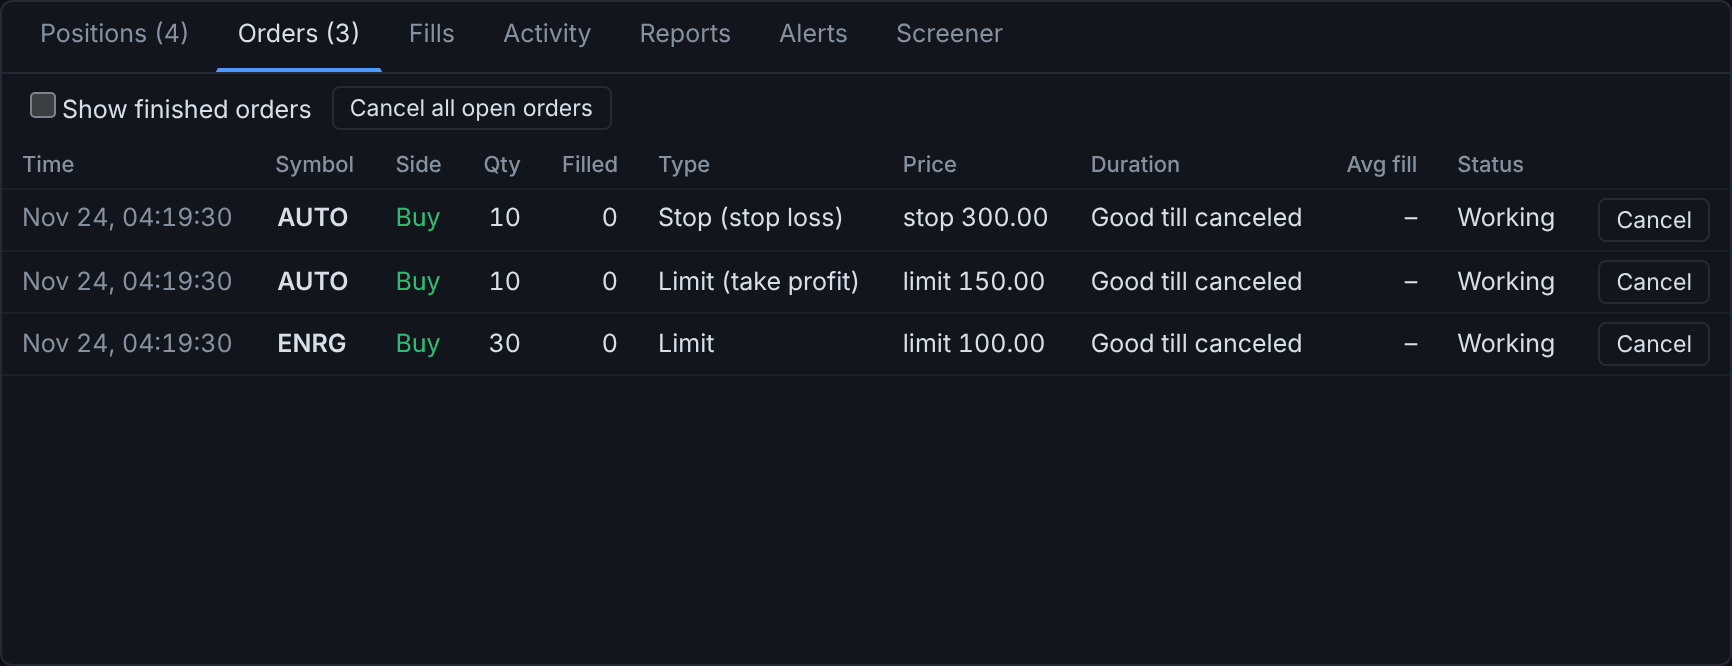 Positions (4) Orders (3) Fills Activity Reports Alerts Screener
Show finished orders Cancel all open orders
Time Symbol Side Qty Filled Type Price Duration Avg fill Status
Nov 24, 04:19:30 AUTO Buy 10 0 Stop (stop loss) stop 300.00 Good till canceled – Working Cancel
Nov 24, 04:19:30 AUTO Buy 10 0 Limit (take profit) limit 150.00 Good till canceled – Working Cancel
Nov 24, 04:19:30 ENRG Buy 30 0 Limit limit 100.00 Good till canceled – Working Cancel